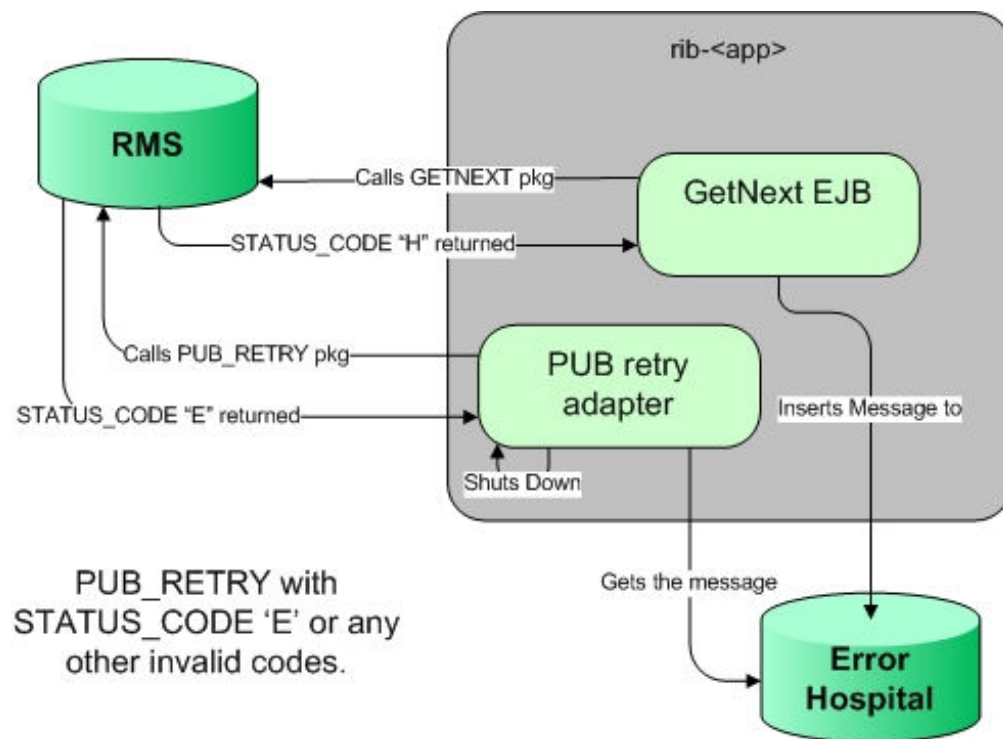 rib-<app>
RMS
Calls GETNEXT pkg
GetNext EJB
STATUS_CODE “H” returned
Calls PUB_RETRY pkg
PUB retry
adapter
STATUS_CODE “E” returned
Inserts Message to
Shuts Down
Gets the message
PUB_RETRY with
STATUS_CODE ‘E’ or any
other invalid codes.
Error
Hospital